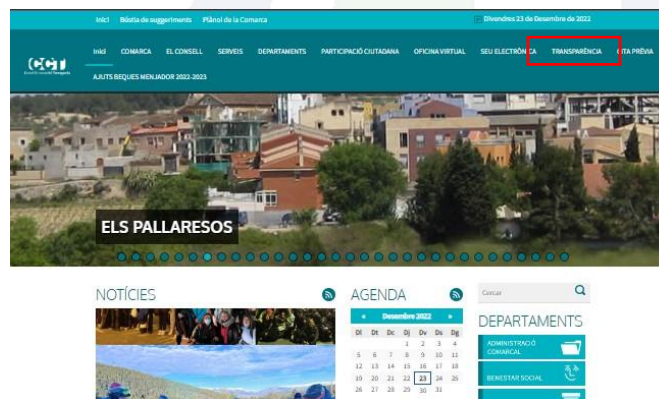 Inici Bústia de suggeriments Plànol de la Comarca
Divendres 23 de Desembre de 2022
Inici COMARCA EL CONSELL SERVEIS DEPARTAMENTS PARTICIPACIÓ CIUTADANA OFICINA VIRTUAL SEU ELECTRÒNICA TRANSPARÈNCIA CITA PRÈVIA
CCT
AJUTS BEQUES MENJADOR 2022-2023
ELS PALLARESOS
NOTÍCIES
AGENDA
« Desembre 2022 »
Dl Dt Dc Dj Dv Ds Dg
1 2 3 4
5 6 7 8 9 10 11
12 13 14 15 16 17 18
19 20 21 22 23 24 25
26 27 28 29 30 31
Cercar
DEPARTAMENTS
ADMINISTRACIÓ
COMARCAL
BENESTAR SOCIAL